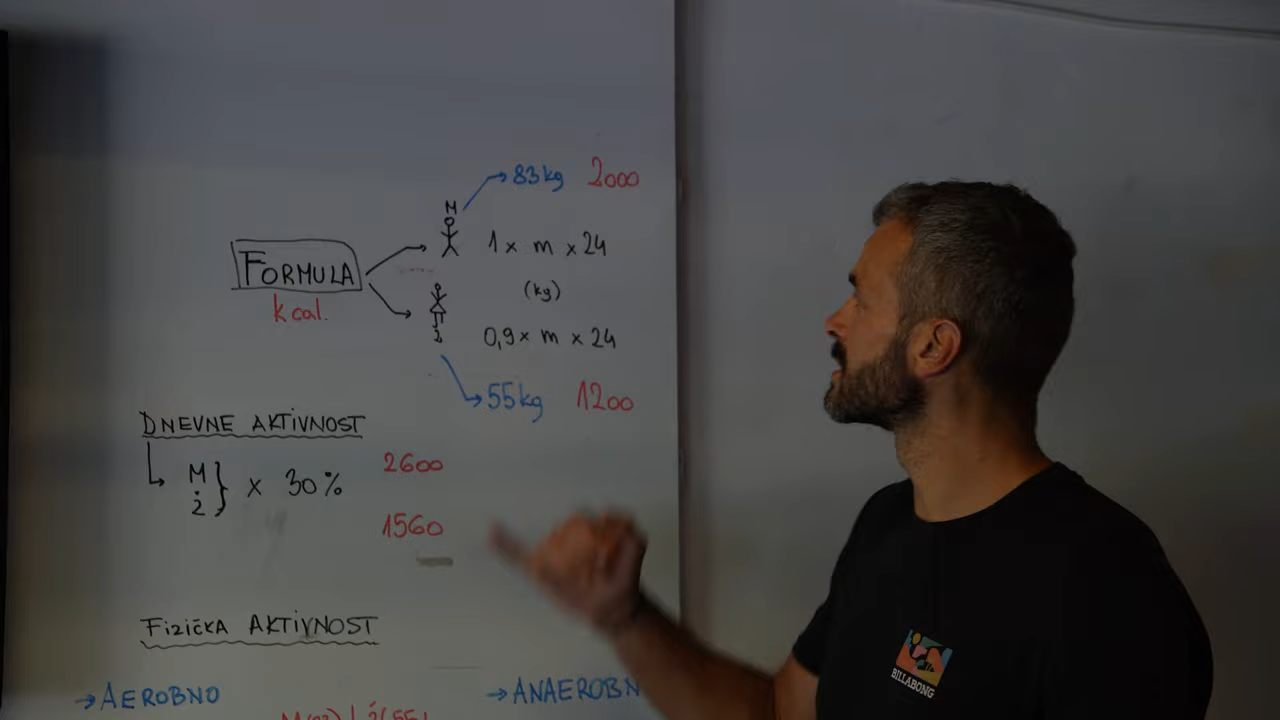 83kg 2000
M
1 x m x 24
FORMULA
kcal.
(kg)
0,9 x m x 24
ż
55kg 1200
DNEVNE AKTIVNOST
M
ż } x 30%
2600
1560
FIZIČKA AKTIVNOST
→AEROBNO
→ANAEROBN
BILLABONG